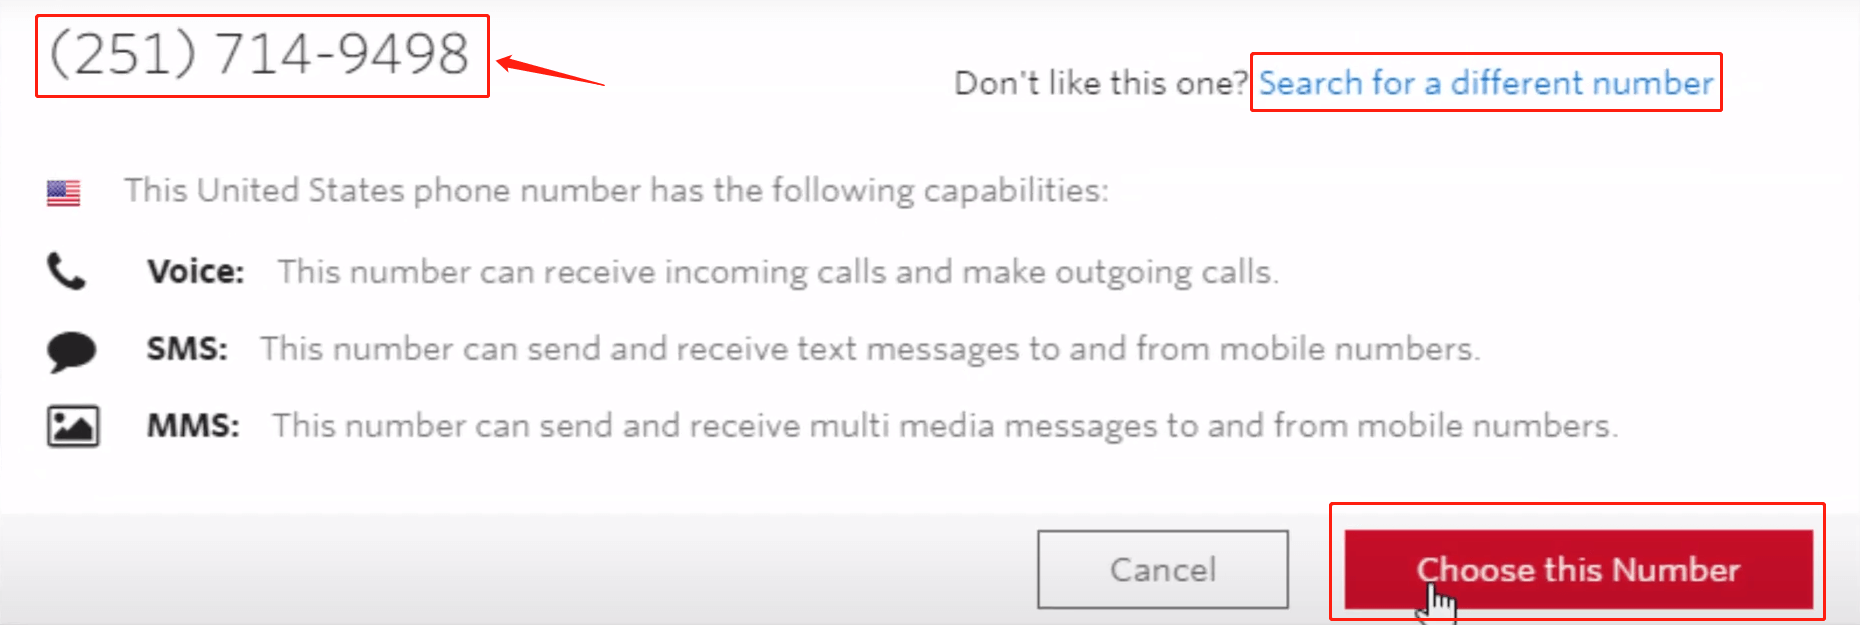 (251) 714-9498
Don't like this one? Search for a different number
This United States phone number has the following capabilities:
Voice: This number can receive incoming calls and make outgoing calls.
SMS: This number can send and receive text messages to and from mobile numbers.
MMS: This number can send and receive multi media messages to and from mobile numbers.
Cancel
Choose this Number